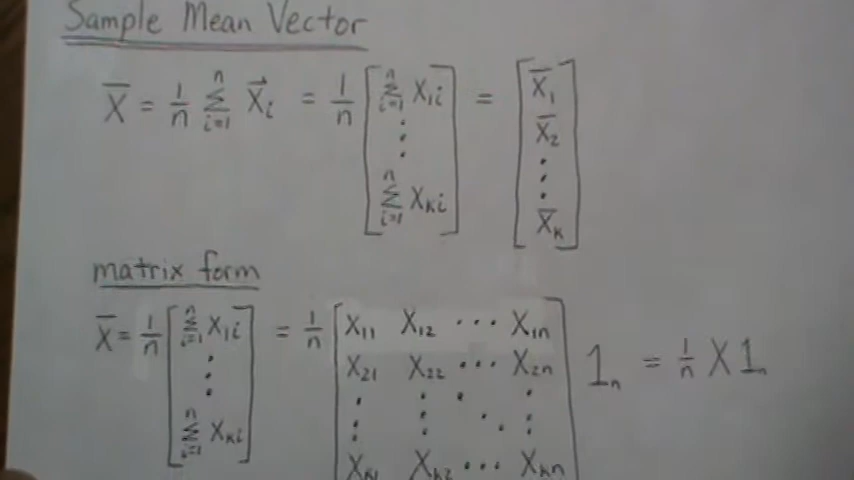 Sample Mean Vector
X̄ = 1/n Σ_{i=1}^{n} X⃗_i = 1/n [ Σ_{i=1}^{n} X_{1i} ⋮ Σ_{i=1}^{n} X_{ki} ] = [ X̄_1 X̄_2 ⋮ X̄_k ]
matrix form
X̄ = 1/n [ Σ_{i=1}^{n} X_{1i} ⋮ Σ_{i=1}^{n} X_{ki} ] = 1/n [ X_{11} X_{12} ⋯ X_{1n} X_{21} X_{22} ⋯ X_{2n} ⋮ ⋮ ⋱ ⋮ X_{k1} X_{k2} ⋯ X_{kn} ] 1_n = 1/n X 1_n